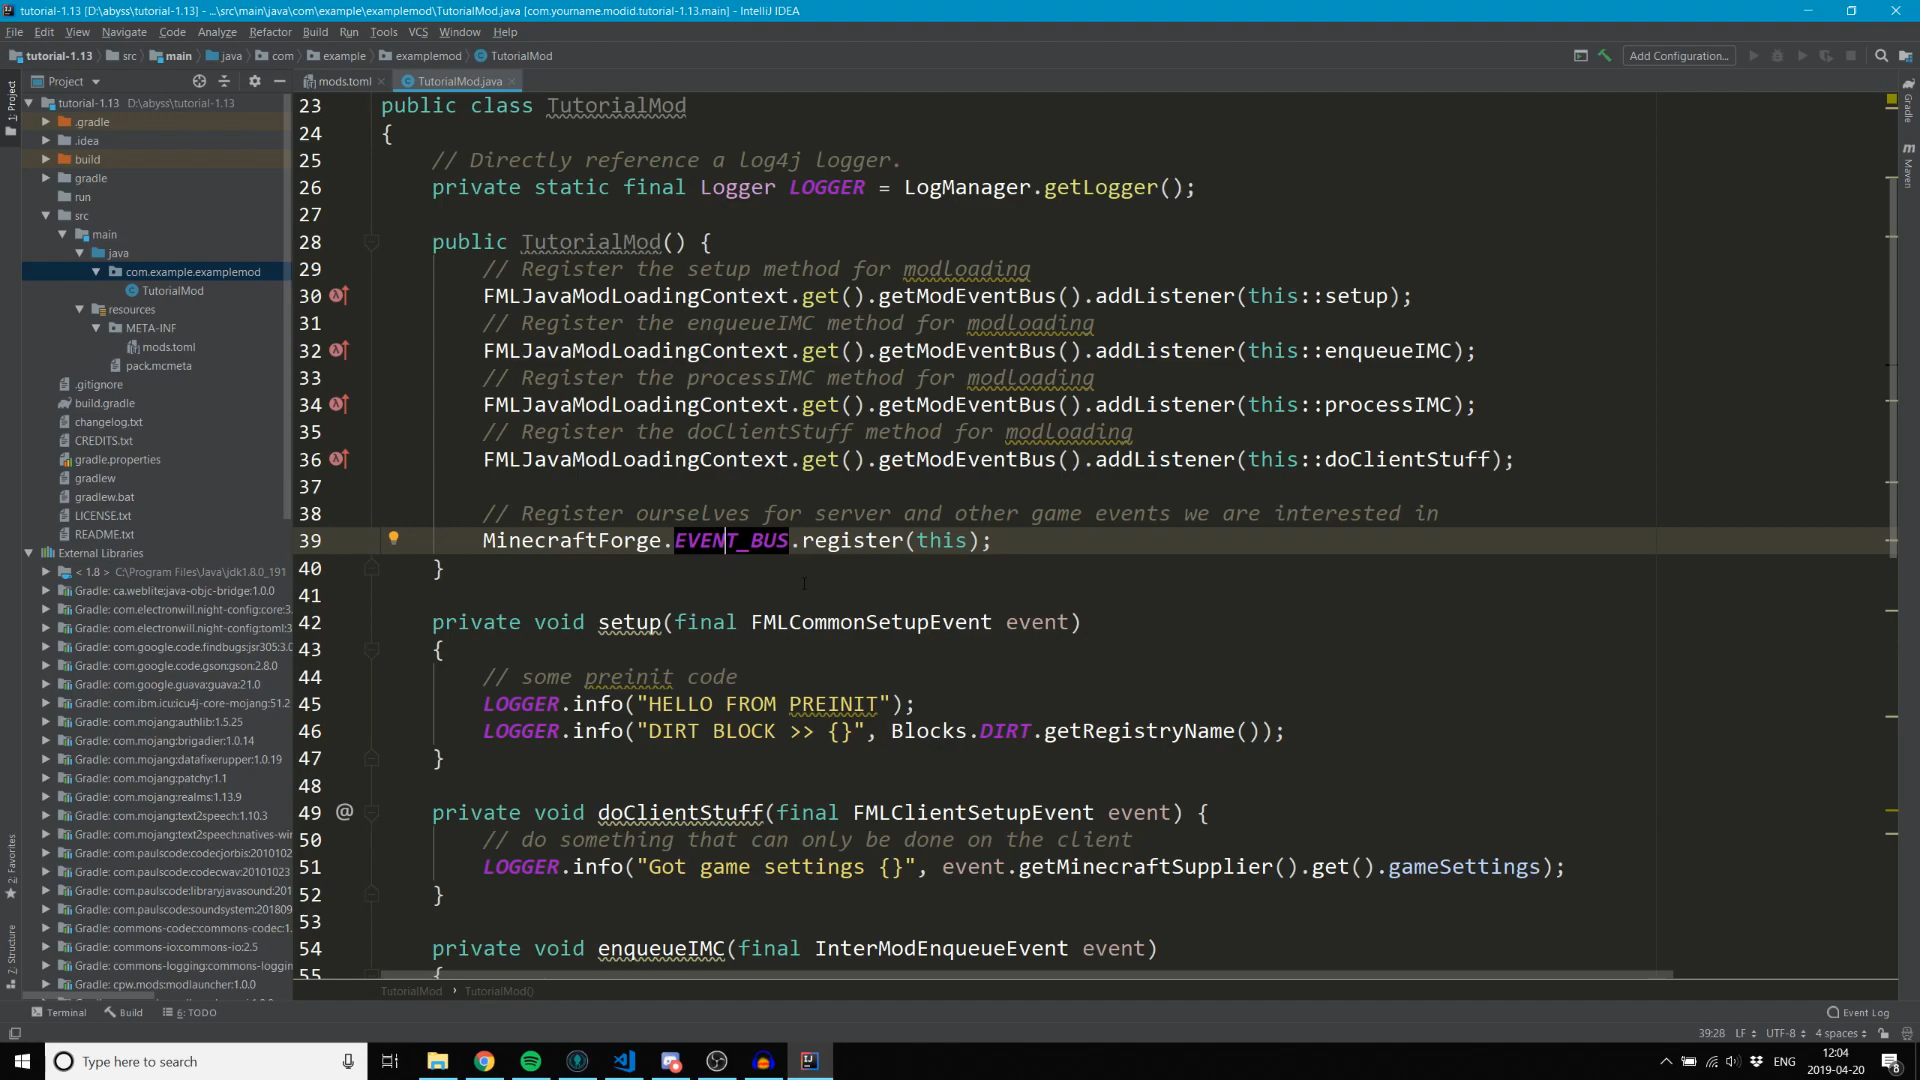 tutorial-1.13 [D:\abyss\tutorial-1.13] - ...\src\main\java\com\example\examplemod\TutorialMod.java [com.yourname.modid.tutorial-1.13.main] - IntelliJ IDEA
File Edit View Navigate Code Analyze Refactor Build Run Tools VCS Window Help
tutorial-1.13 src main java com example examplemod TutorialMod Add Configuration...
Project mods.toml TutorialMod.java
1: Project
Gradle
Maven
2: Favorites
Z: Structure
tutorial-1.13 D:\abyss\tutorial-1.13
.gradle
.idea
build
gradle
run
src
main
java
com.example.examplemod
TutorialMod
resources
META-INF
mods.toml
pack.mcmeta
.gitignore
build.gradle
changelog.txt
CREDITS.txt
gradle.properties
gradlew
gradlew.bat
LICENSE.txt
README.txt
External Libraries
< 1.8 > C:\Program Files\Java\jdk1.8.0_191
Gradle: ca.weblite:java-objc-bridge:1.0.0
Gradle: com.electronwill.night-config:core:3.
Gradle: com.electronwill.night-config:toml:3
Gradle: com.google.code.findbugs:jsr305:3.0
Gradle: com.google.code.gson:gson:2.8.0
Gradle: com.google.guava:guava:21.0
Gradle: com.ibm.icu:icu4j-core-mojang:51.2
Gradle: com.mojang:authlib:1.5.25
Gradle: com.mojang:brigadier:1.0.14
Gradle: com.mojang:datafixerupper:1.0.19
Gradle: com.mojang:patchy:1.1
Gradle: com.mojang:realms:1.13.9
Gradle: com.mojang:text2speech:1.10.3
Gradle: com.mojang:text2speech:natives-wir
Gradle: com.paulscode:codecjorbis:2010102
Gradle: com.paulscode:codecwav:20101023
Gradle: com.paulscode:libraryjavasound:201
Gradle: com.paulscode:soundsystem:201809
Gradle: commons-codec:commons-codec:1.
Gradle: commons-io:commons-io:2.5
Gradle: commons-logging:commons-loggin
Gradle: cpw.mods:modlauncher:1.0.0
23 public class TutorialMod
24 {
25 // Directly reference a log4j logger.
26 private static final Logger LOGGER = LogManager.getLogger();
27
28 public TutorialMod() {
29 // Register the setup method for modloading
30 FMLJavaModLoadingContext.get().getModEventBus().addListener(this::setup);
31 // Register the enqueueIMC method for modloading
32 FMLJavaModLoadingContext.get().getModEventBus().addListener(this::enqueueIMC);
33 // Register the processIMC method for modloading
34 FMLJavaModLoadingContext.get().getModEventBus().addListener(this::processIMC);
35 // Register the doClientStuff method for modloading
36 FMLJavaModLoadingContext.get().getModEventBus().addListener(this::doClientStuff);
37
38 // Register ourselves for server and other game events we are interested in
39 MinecraftForge.EVENT_BUS.register(this);
40 }
41
42 private void setup(final FMLCommonSetupEvent event)
43 {
44 // some preinit code
45 LOGGER.info("HELLO FROM PREINIT");
46 LOGGER.info("DIRT BLOCK >> {}", Blocks.DIRT.getRegistryName());
47 }
48
49 @ private void doClientStuff(final FMLClientSetupEvent event) {
50 // do something that can only be done on the client
51 LOGGER.info("Got game settings {}", event.getMinecraftSupplier().get().gameSettings);
52 }
53
54 private void enqueueIMC(final InterModEnqueueEvent event)
55 {
TutorialMod › TutorialMod()
Terminal Build 6: TODO Event Log
39:28 LF UTF-8 4 spaces
Type here to search
ENG
12:04
2019-04-20
8